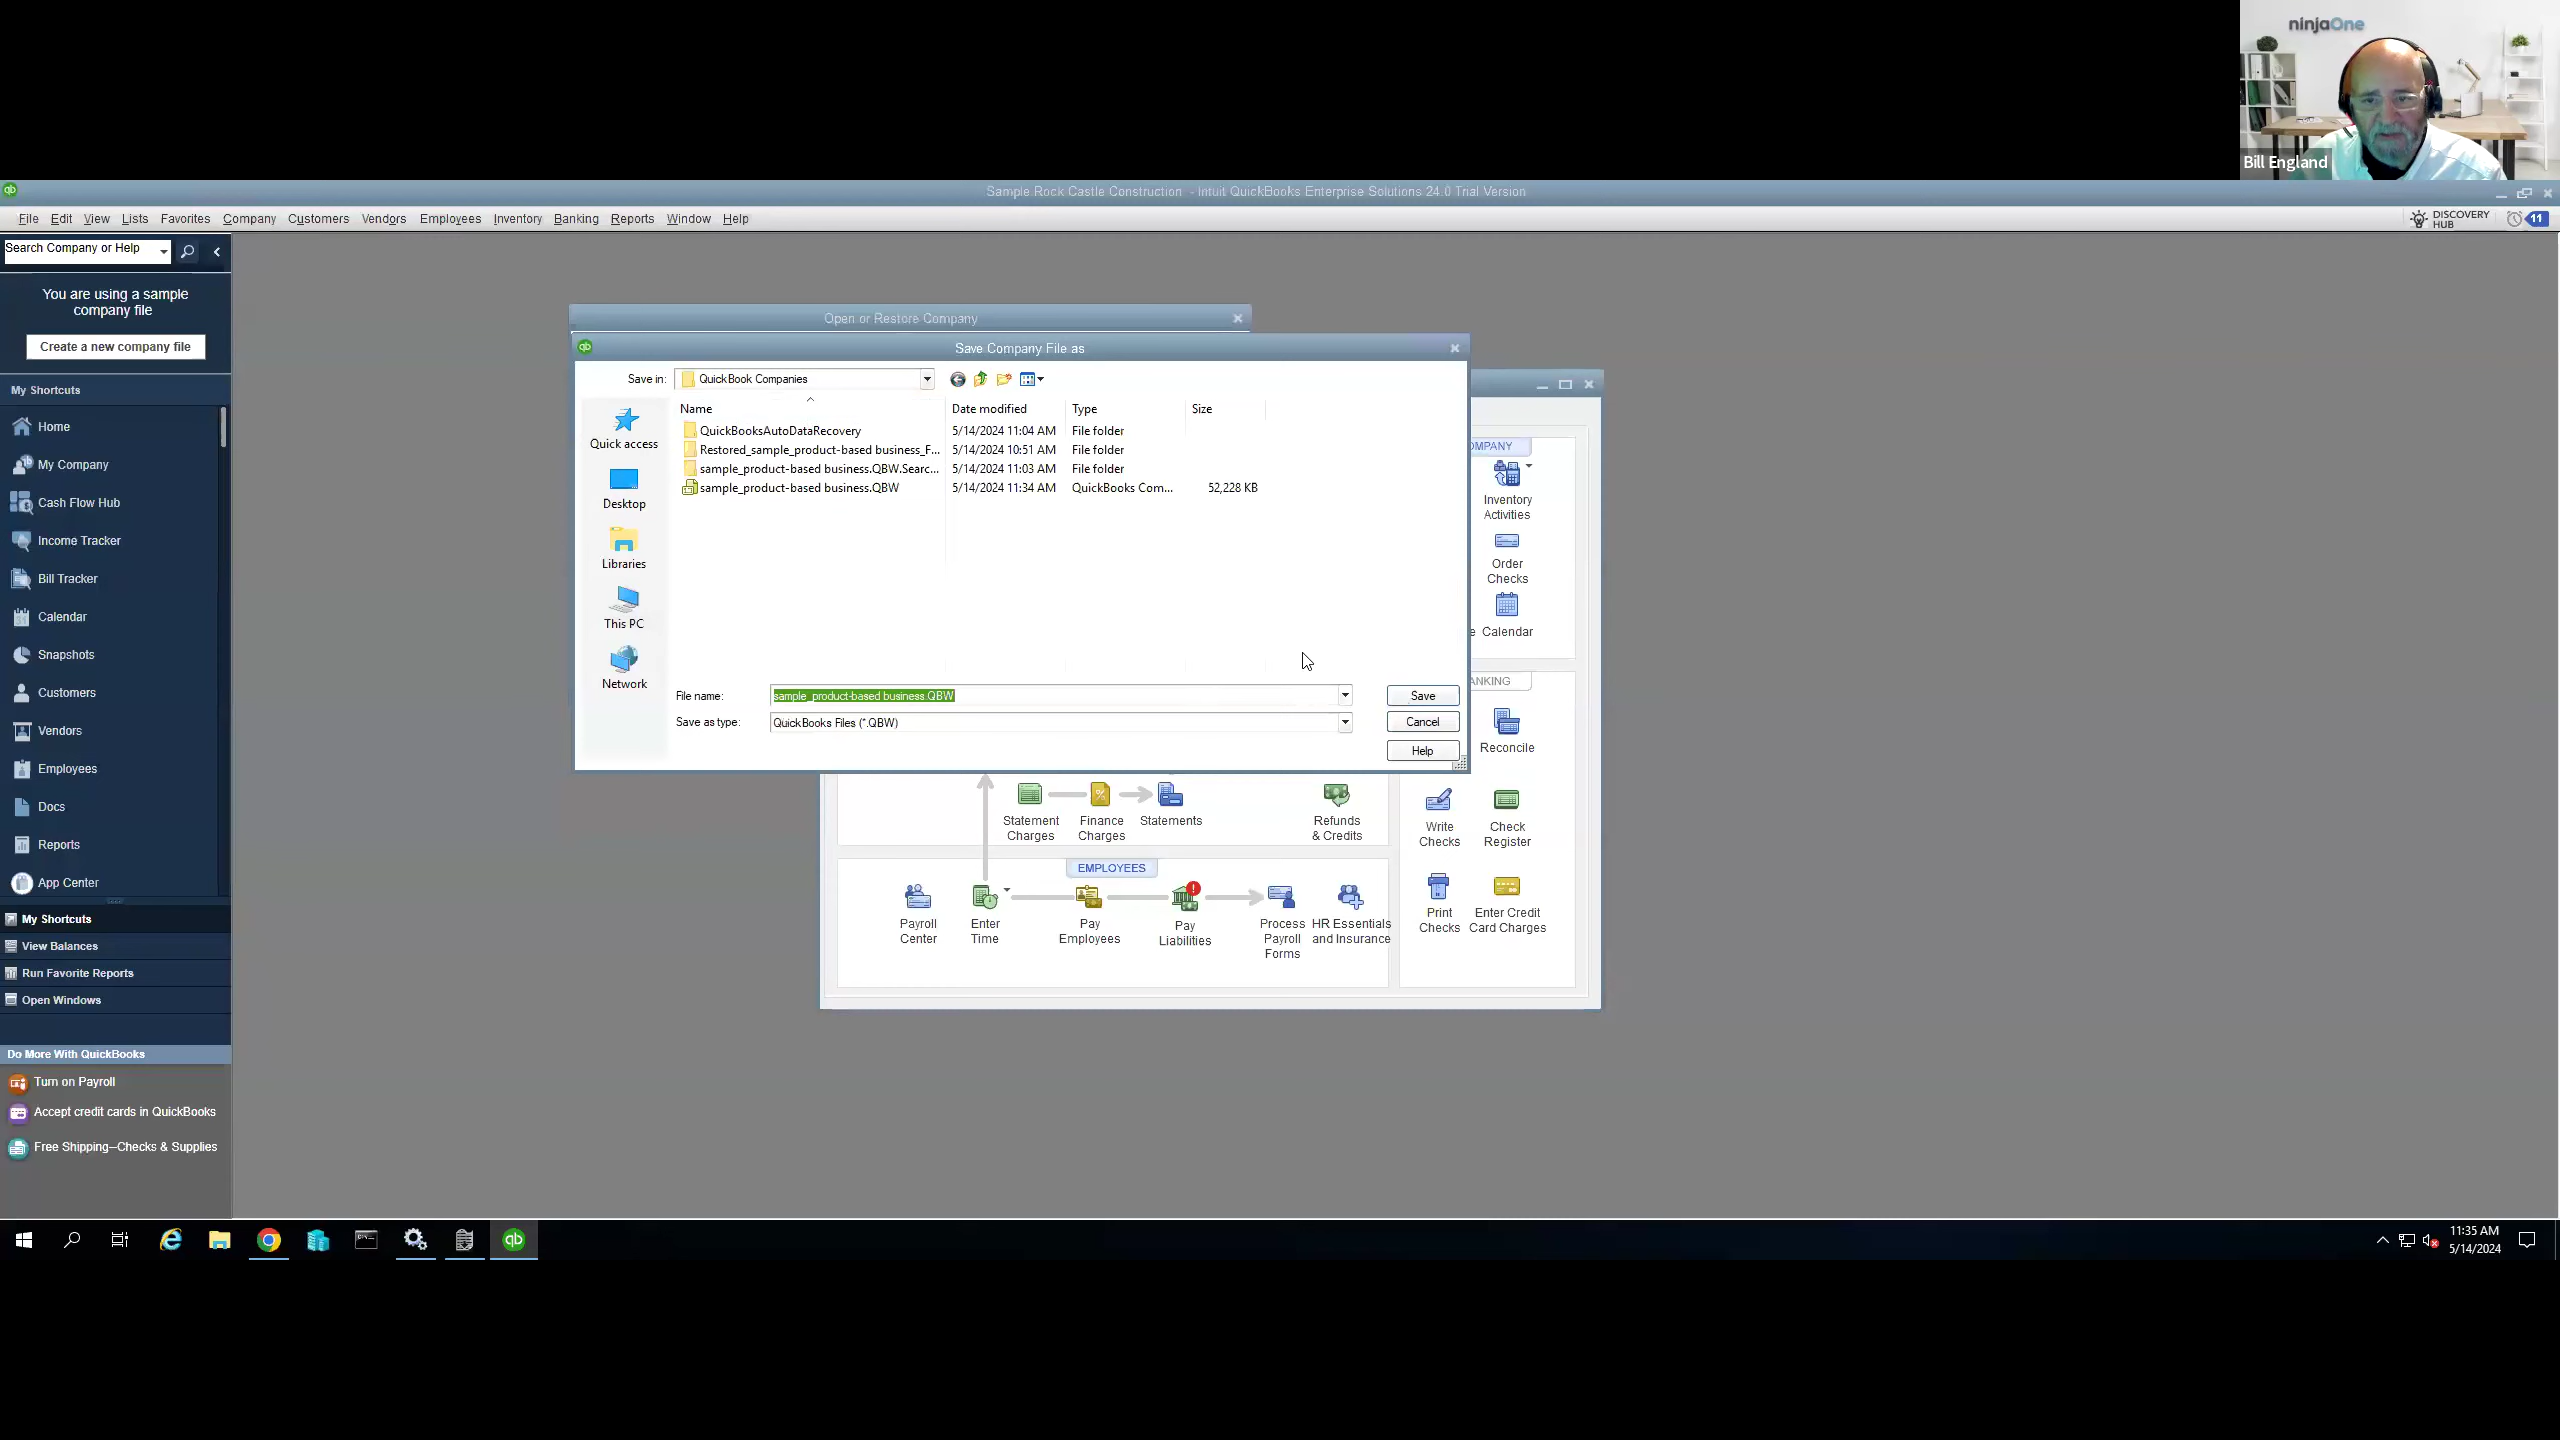 ninjaOne
Bill England
Sample Rock Castle Construction - Intuit QuickBooks Enterprise Solutions 24.0 Trial Version
File Edit View Lists Favorites Company Customers Vendors Employees Inventory Banking Reports Window Help
DISCOVERY
HUB
11
Search Company or Help
You are using a sample
company file
Create a new company file
My Shortcuts
Home
My Company
Cash Flow Hub
Income Tracker
Bill Tracker
Calendar
Snapshots
Customers
Vendors
Employees
Docs
Reports
App Center
My Shortcuts
View Balances
Run Favorite Reports
Open Windows
Do More With QuickBooks
Turn on Payroll
Accept credit cards in QuickBooks
Free Shipping--Checks & Supplies
Open or Restore Company
Save Company File as
Save in: QuickBook Companies
Quick access
Desktop
Libraries
This PC
Network
Name Date modified Type Size
QuickBooksAutoDataRecovery 5/14/2024 11:04 AM File folder
Restored_sample_product-based business_F... 5/14/2024 10:51 AM File folder
sample_product-based business.QBW.Searc... 5/14/2024 11:03 AM File folder
sample_product-based business.QBW 5/14/2024 11:34 AM QuickBooks Com... 52,228 KB
File name: sample_product-based business.QBW Save
Save as type: QuickBooks Files (*.QBW) Cancel
Help
OMPANY
Inventory
Activities
Order
Checks
e Calendar
ANKING
Reconcile
Write
Checks
Check
Register
Print
Checks
Enter Credit
Card Charges
Statement
Charges
Finance
Charges
Statements
Refunds
& Credits
EMPLOYEES
Payroll
Center
Enter
Time
Pay
Employees
Pay
Liabilities
Process
Payroll
Forms
HR Essentials
and Insurance
11:35 AM
5/14/2024